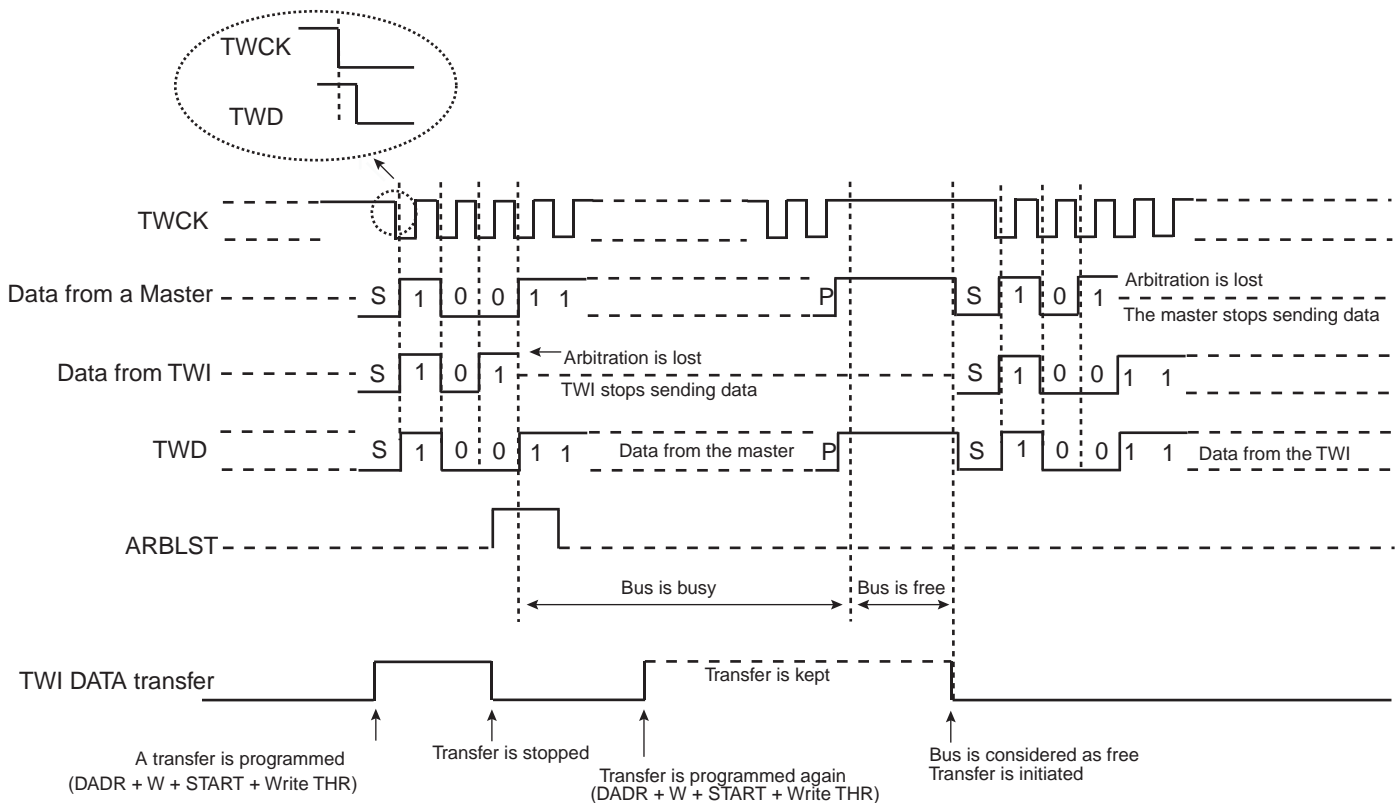 TWCK
TWD
TWCK
Data from a Master S 1 0 0 1 1 P S 1 0 1 Arbitration is lost
The master stops sending data
Data from TWI S 1 0 1 Arbitration is lost S 1 0 0 1 1
TWI stops sending data
TWD S 1 0 0 1 1 Data from the master P S 1 0 0 1 1 Data from the TWI
ARBLST
Bus is busy Bus is free
TWI DATA transfer Transfer is kept
A transfer is programmed
(DADR + W + START + Write THR)
Transfer is stopped
Transfer is programmed again
(DADR + W + START + Write THR)
Bus is considered as free
Transfer is initiated